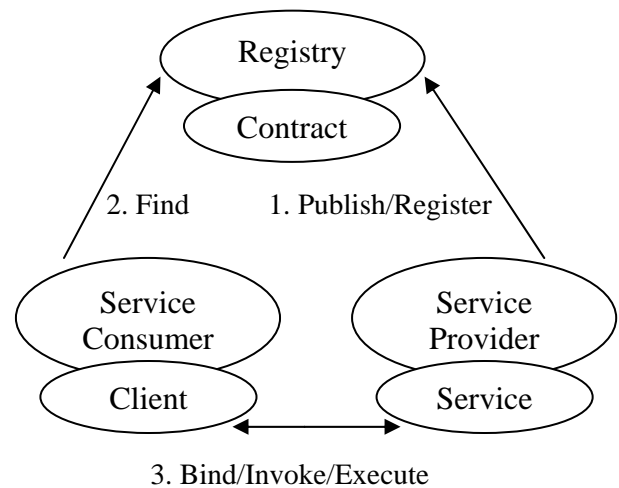 Registry
Contract
2. Find
1. Publish/Register
Service
Consumer
Service
Provider
Client
Service
3. Bind/Invoke/Execute